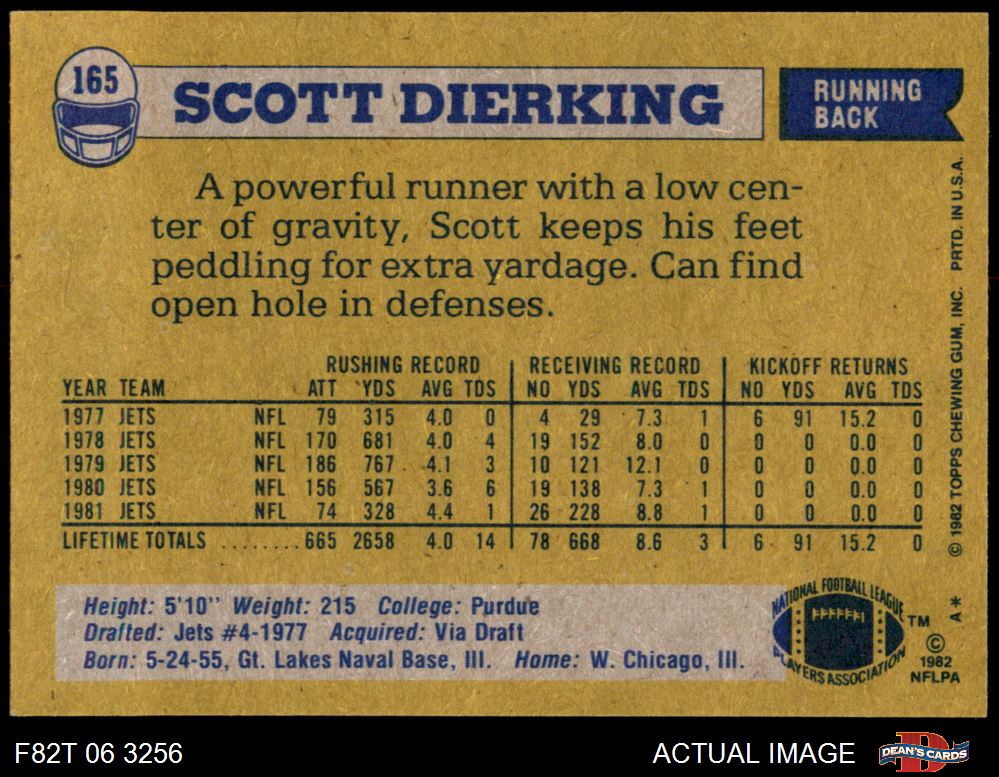 165
SCOTT DIERKING
RUNNING
BACK
A powerful runner with a low cen-
ter of gravity, Scott keeps his feet
peddling for extra yardage. Can find
open hole in defenses.
RUSHING RECORD RECEIVING RECORD KICKOFF RETURNS
YEAR TEAM ATT YDS AVG TDS NO YDS AVG TDS NO YDS AVG TDS
1977 JETS NFL 79 315 4.0 0 4 29 7.3 1 6 91 15.2 0
1978 JETS NFL 170 681 4.0 4 19 152 8.0 0 0 0 0.0 0
1979 JETS NFL 186 767 4.1 3 10 121 12.1 0 0 0 0.0 0
1980 JETS NFL 156 567 3.6 6 19 138 7.3 1 0 0 0.0 0
1981 JETS NFL 74 328 4.4 1 26 228 8.8 1 0 0 0.0 0
LIFETIME TOTALS ........ 665 2658 4.0 14 78 668 8.6 3 6 91 15.2 0
Height: 5'10" Weight: 215 College: Purdue
Drafted: Jets #4-1977 Acquired: Via Draft
Born: 5-24-55, Gt. Lakes Naval Base, Ill. Home: W. Chicago, Ill.
NATIONAL FOOTBALL LEAGUE
PLAYERS ASSOCIATION
TM
©
1982
NFLPA
A*
© 1982 TOPPS CHEWING GUM, INC. PRTD. IN U.S.A.
F82T 06 3256
ACTUAL IMAGE
DEAN'S CARDS